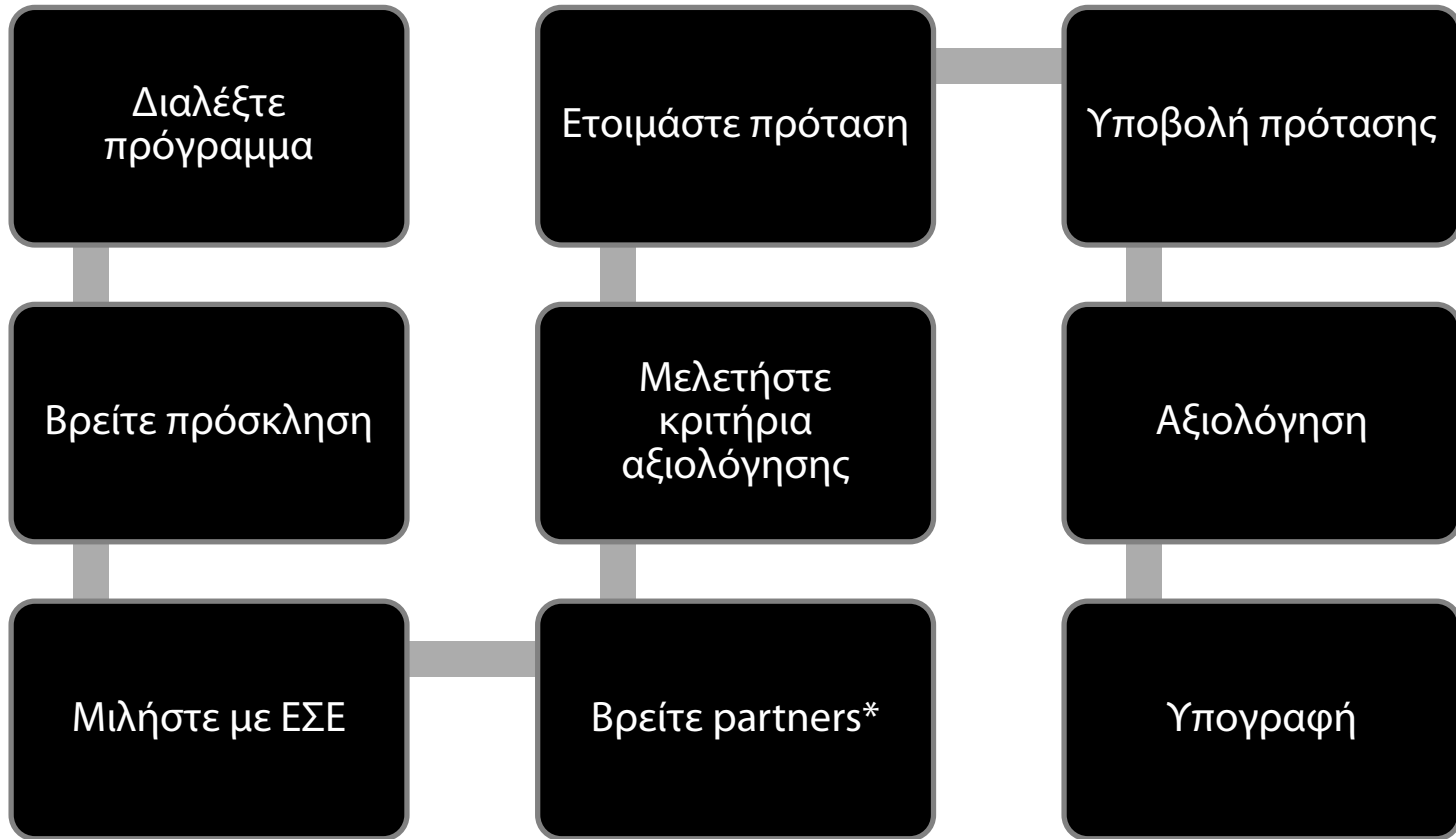 Διαλέξτε
πρόγραμμα
Βρείτε πρόσκληση
Μιλήστε με ΕΣΕ
Βρείτε partners*
Μελετήστε
κριτήρια
αξιολόγησης
Ετοιμάστε πρόταση
Υποβολή πρότασης
Αξιολόγηση
Υπογραφή